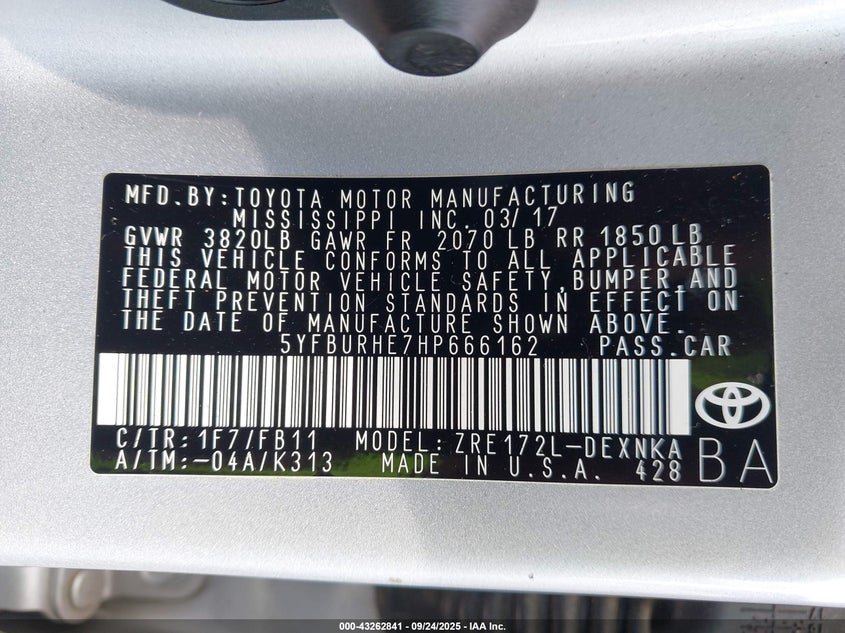 MFD. BY: TOYOTA MOTOR MANUFACTURING
MISSISSIPPI INC. 03/17
GVWR 3820LB GAWR FR 2070 LB RR 1850 LB
THIS VEHICLE CONFORMS TO ALL APPLICABLE
FEDERAL MOTOR VEHICLE SAFETY, BUMPER, AND
THEFT PREVENTION STANDARDS IN EFFECT ON
THE DATE OF MANUFACTURE SHOWN ABOVE.
5YFBURHE7HP666162 PASS. CAR
C/TR: 1F7/FB11 MODEL: ZRE172L-DEXNKA
A/TM: -04A/K313 MADE IN U.S.A. 428 BA
000-43262841 - 09/24/2025 - IAA Inc.